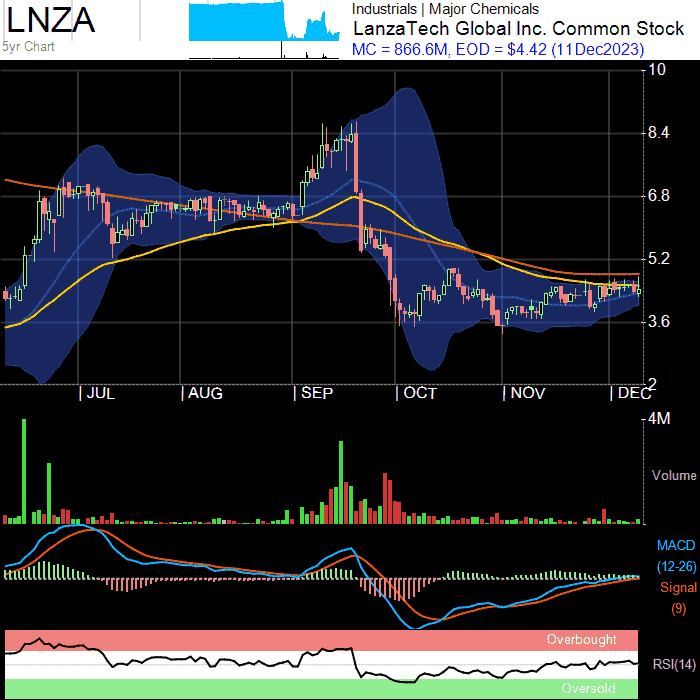 LNZA
5yr Chart
Industrials | Major Chemicals
LanzaTech Global Inc. Common Stock
MC = 866.6M, EOD = $4.42 (11Dec2023)
10
8.4
6.8
5.2
3.6
2
| JUL | AUG | SEP | OCT | NOV | DEC
4M
Volume
MACD
(12-26)
Signal
(9)
Overbought
RSI(14)
Oversold